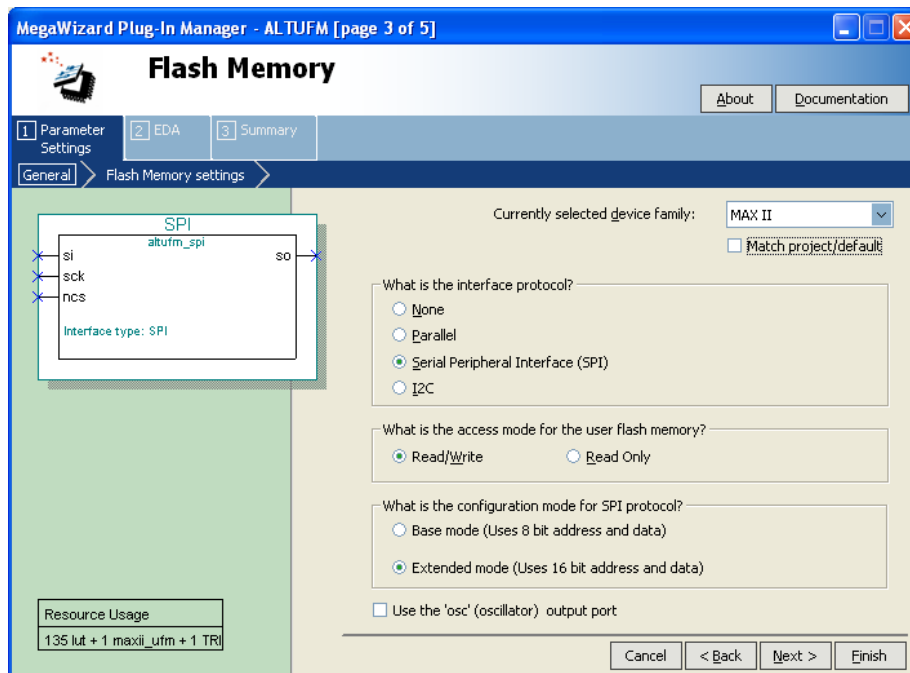 MegaWizard Plug-In Manager - ALTUFM [page 3 of 5]
Flash Memory
About
Documentation
1 Parameter Settings
2 EDA
3 Summary
General
Flash Memory settings
SPI
altufm_spi
si
so
sck
ncs
Interface type: SPI
Currently selected device family:
MAX II
Match project/default
What is the interface protocol?
None
Parallel
Serial Peripheral Interface (SPI)
I2C
What is the access mode for the user flash memory?
Read/Write
Read Only
What is the configuration mode for SPI protocol?
Base mode (Uses 8 bit address and data)
Extended mode (Uses 16 bit address and data)
Use the 'osc' (oscillator) output port
Resource Usage
135 lut + 1 maxii_ufm + 1 TRI
Cancel
< Back
Next >
Finish